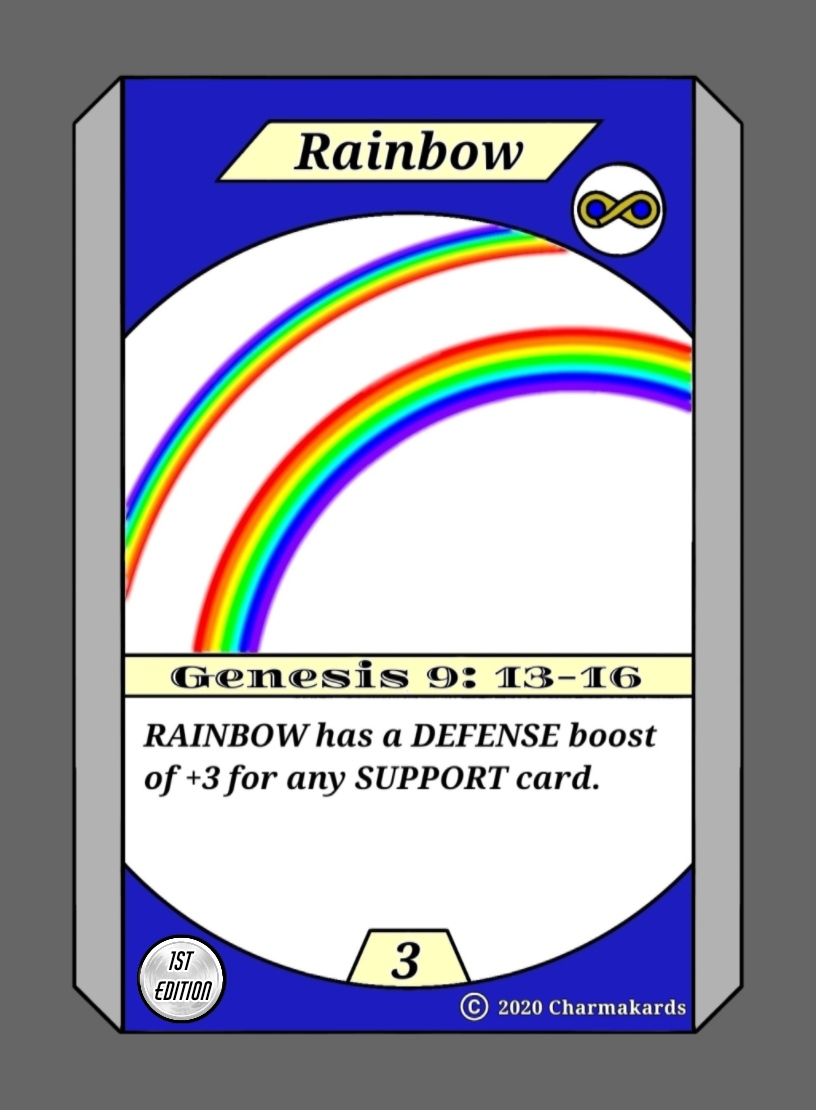 Rainbow
Genesis 9: 13-16
RAINBOW has a DEFENSE boost
of +3 for any SUPPORT card.
3
1ST
EDITION
© 2020 Charmakards